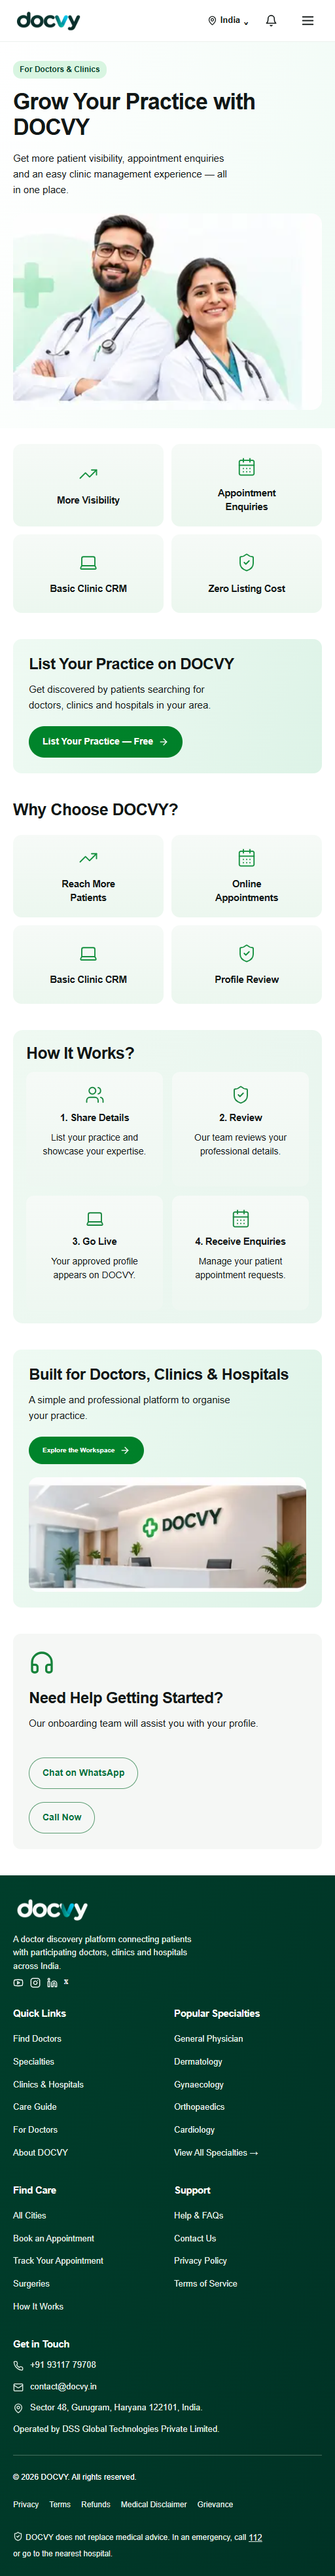 docvy
India
For Doctors & Clinics
Grow Your Practice with
DOCVY
Get more patient visibility, appointment enquiries
and an easy clinic management experience — all
in one place.
More Visibility
Appointment
Enquiries
Basic Clinic CRM
Zero Listing Cost
List Your Practice on DOCVY
Get discovered by patients searching for
doctors, clinics and hospitals in your area.
List Your Practice — Free →
Why Choose DOCVY?
Reach More
Patients
Online
Appointments
Basic Clinic CRM
Profile Review
How It Works?
1. Share Details
List your practice and
showcase your expertise.
2. Review
Our team reviews your
professional details.
3. Go Live
Your approved profile
appears on DOCVY.
4. Receive Enquiries
Manage your patient
appointment requests.
Built for Doctors, Clinics & Hospitals
A simple and professional platform to organise
your practice.
Explore the Workspace →
DOCVY
Need Help Getting Started?
Our onboarding team will assist you with your profile.
Chat on WhatsApp
Call Now
docvy
A doctor discovery platform connecting patients
with participating doctors, clinics and hospitals
across India.
X
Quick Links
Find Doctors
Specialties
Clinics & Hospitals
Care Guide
For Doctors
About DOCVY
Popular Specialties
General Physician
Dermatology
Gynaecology
Orthopaedics
Cardiology
View All Specialties →
Find Care
All Cities
Book an Appointment
Track Your Appointment
Surgeries
How It Works
Support
Help & FAQs
Contact Us
Privacy Policy
Terms of Service
Get in Touch
+91 93117 79708
contact@docvy.in
Sector 48, Gurugram, Haryana 122101, India.
Operated by DSS Global Technologies Private Limited.
© 2026 DOCVY. All rights reserved.
Privacy Terms Refunds Medical Disclaimer Grievance
DOCVY does not replace medical advice. In an emergency, call 112
or go to the nearest hospital.